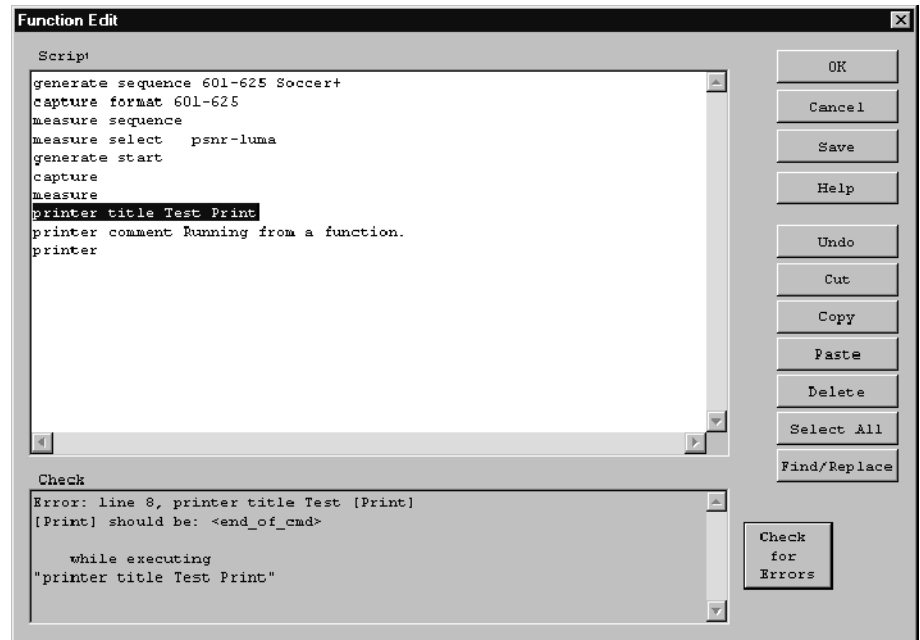 Function Edit
Script
generate sequence 601-625 Soccer+
capture format 601-625
measure sequence
measure select   psnr-luma
generate start
capture
measure
printer title Test Print
printer comment Running from a function.
printer
Check
Error: line 8, printer title Test [Print]
[Print] should be: <end_of_cmd>
while executing
"printer title Test Print"
OK
Cancel
Save
Help
Undo
Cut
Copy
Paste
Delete
Select All
Find/Replace
Check
for
Errors